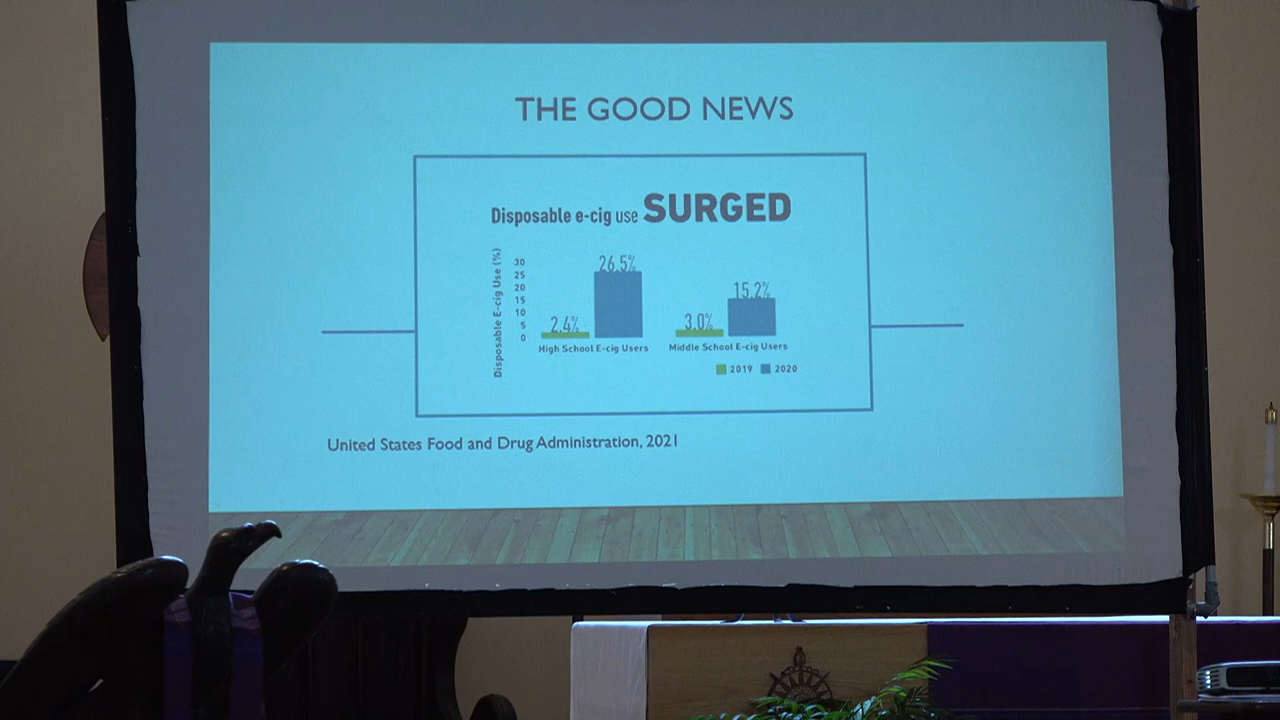 THE GOOD NEWS
Disposable e-cig use SURGED
Disposable E-cig Use (%)
30
25
20
15
10
5
0
2.4%
26.5%
3.0%
15.2%
High School E-cig Users
Middle School E-cig Users
2019
2020
United States Food and Drug Administration, 2021